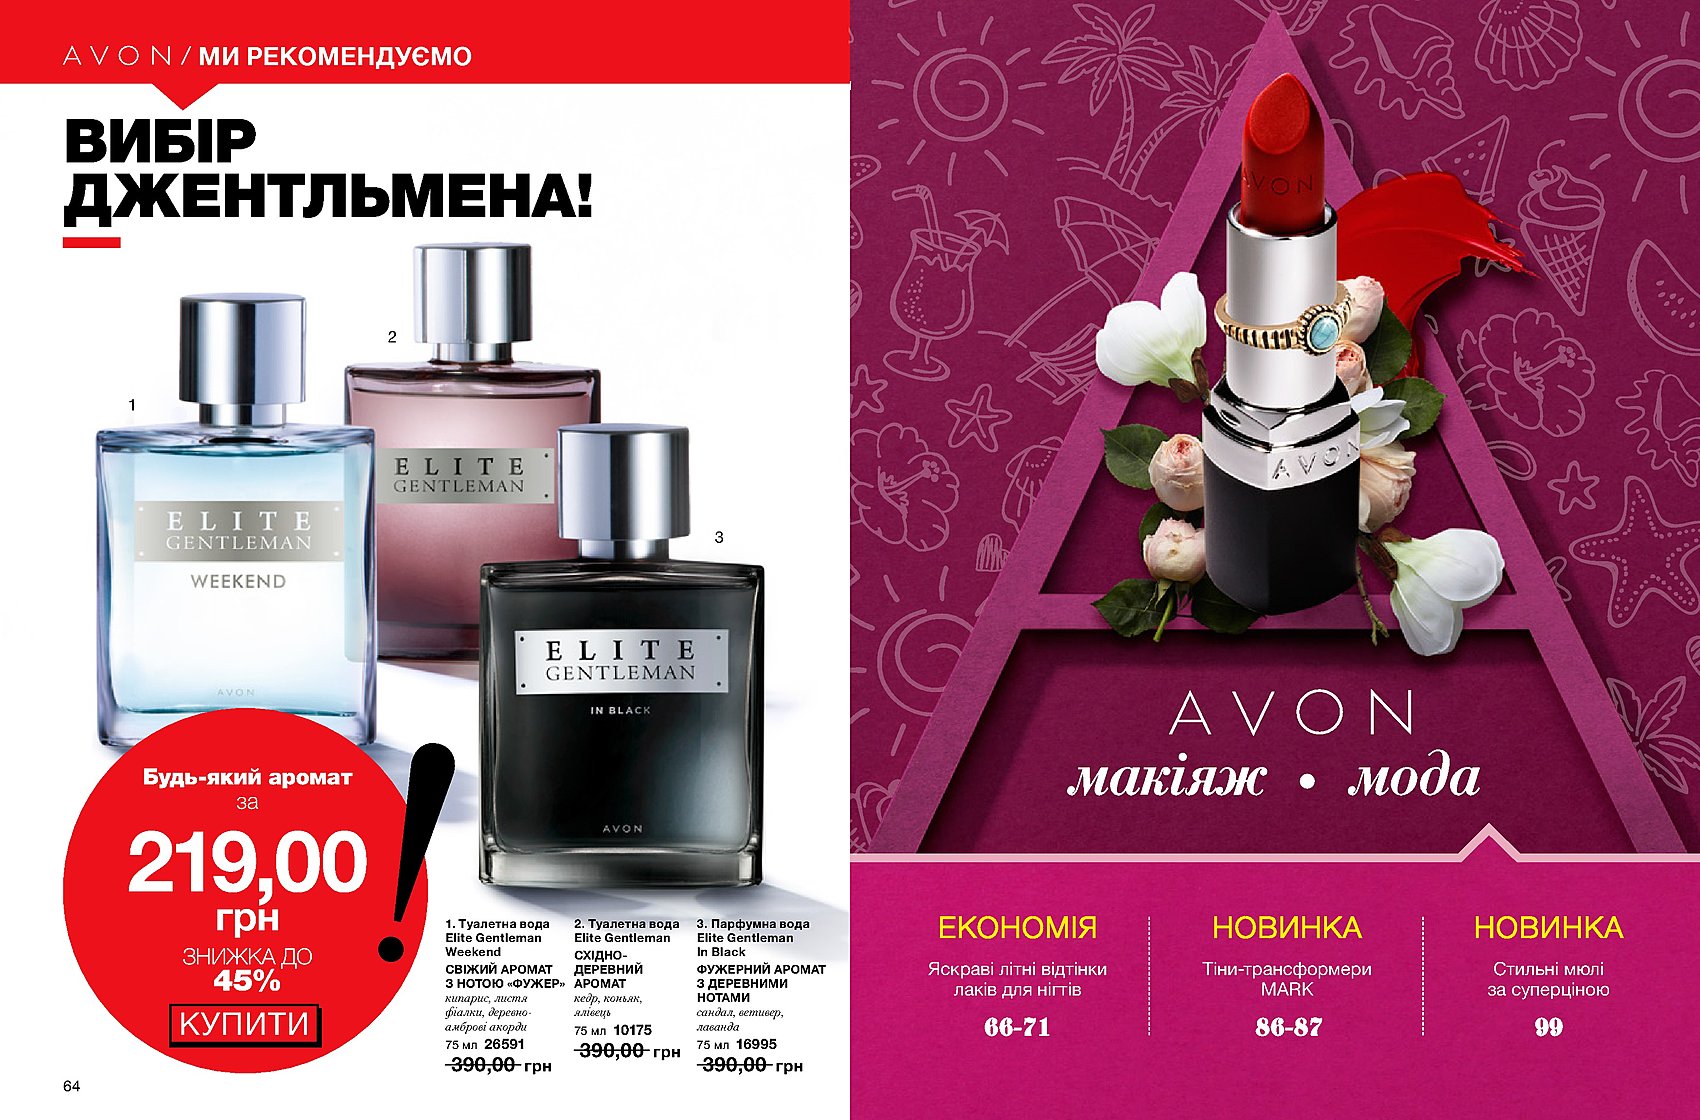 AVON / МИ РЕКОМЕНДУЄМО
ВИБІР
ДЖЕНТЛЬМЕНА!
1
2
3
ELITE
GENTLEMAN
WEEKEND
AVON
ELITE
GENTLEMAN
ELITE
GENTLEMAN
IN BLACK
AVON
Будь-який аромат
за
219,00
грн
ЗНИЖКА ДО
45%
КУПИТИ
!
1. Туалетна вода
Elite Gentleman
Weekend
СВІЖИЙ АРОМАТ
З НОТОЮ «ФУЖЕР»
кипарис, листя
фіалки, деревно-
амброві акорди
75 мл 26591
390,00 грн
2. Туалетна вода
Elite Gentleman
СХІДНО-
ДЕРЕВНИЙ
АРОМАТ
кедр, коньяк,
ялівець
75 мл 10175
390,00 грн
3. Парфумна вода
Elite Gentleman
In Black
ФУЖЕРНИЙ АРОМАТ
З ДЕРЕВНИМИ
НОТАМИ
сандал, ветивер,
лаванда
75 мл 16995
390,00 грн
64
AVON
AVON
AVON
макіяж • мода
ЕКОНОМІЯ
Яскраві літні відтінки
лаків для нігтів
66-71
НОВИНКА
Тіни-трансформери
MARK
86-87
НОВИНКА
Стильні мюлі
за суперціною
99